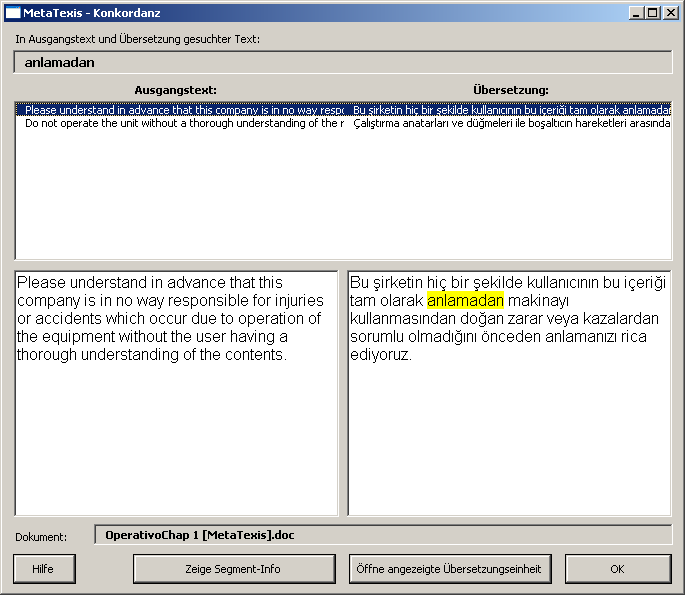 MetaTexis - Konkordanz
In Ausgangstext und Übersetzung gesuchter Text:
anlamadan
Ausgangstext: Übersetzung:
Please understand in advance that this company is in no way respo Bu şirketin hiç bir şekilde kullanıcının bu içeriği tam olarak anlamadan
Do not operate the unit without a thorough understanding of the r Çalıştırma anatarları ve düğmeleri ile boşaltıcın hareketleri arasında
Please understand in advance that this
company is in no way responsible for injuries
or accidents which occur due to operation of
the equipment without the user having a
thorough understanding of the contents.
Bu şirketin hiç bir şekilde kullanıcının bu içeriği
tam olarak anlamadan makinayı
kullanmasından doğan zarar veya kazalardan
sorumlu olmadığını önceden anlamanızı rica
ediyoruz.
Dokument: OperativoChap 1 [MetaTexis].doc
Hilfe Zeige Segment-Info Öffne angezeigte Übersetzungseinheit OK